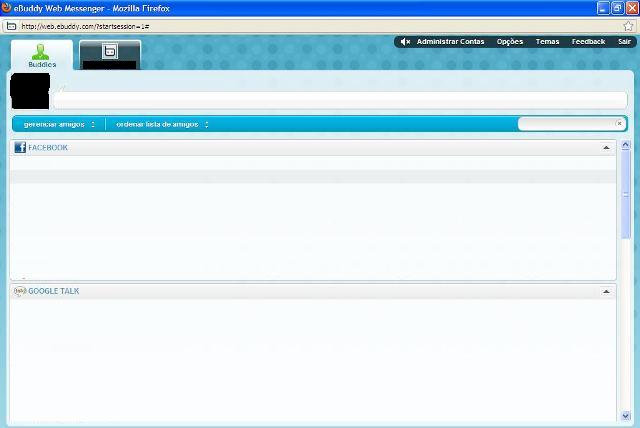 eBuddy Web Messenger - Mozilla Firefox
http://web.ebuddy.com/?startsession=1#
Administrar Contas Opções Temas Feedback Sair
Buddies
gerenciar amigos ordenar lista de amigos
FACEBOOK
GOOGLE TALK